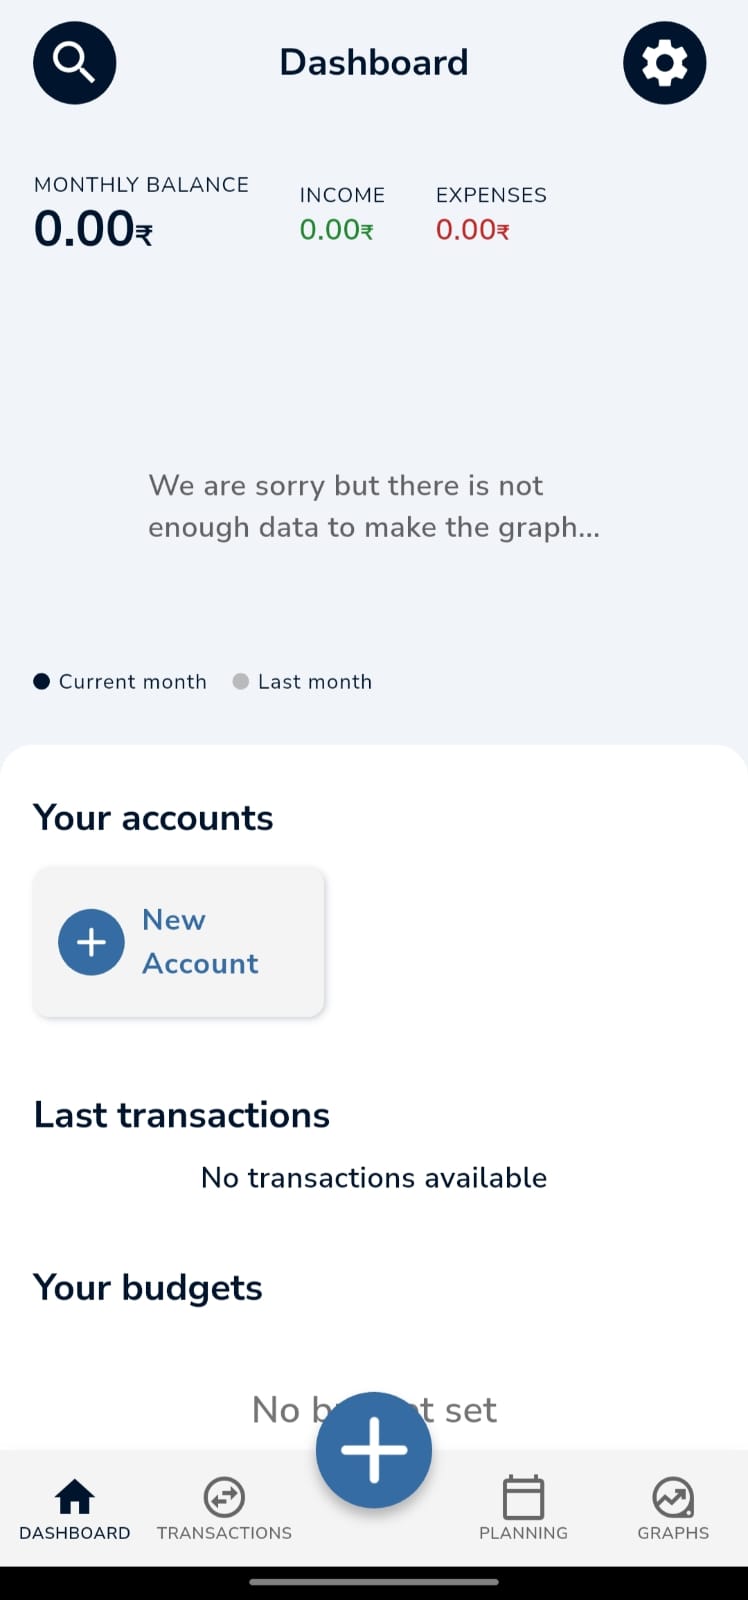 Dashboard
MONTHLY BALANCE
0.00₹
INCOME
0.00₹
EXPENSES
0.00₹
We are sorry but there is not
enough data to make the graph...
Current month
Last month
Your accounts
New
Account
Last transactions
No transactions available
Your budgets
No
set
DASHBOARD
TRANSACTIONS
PLANNING
GRAPHS